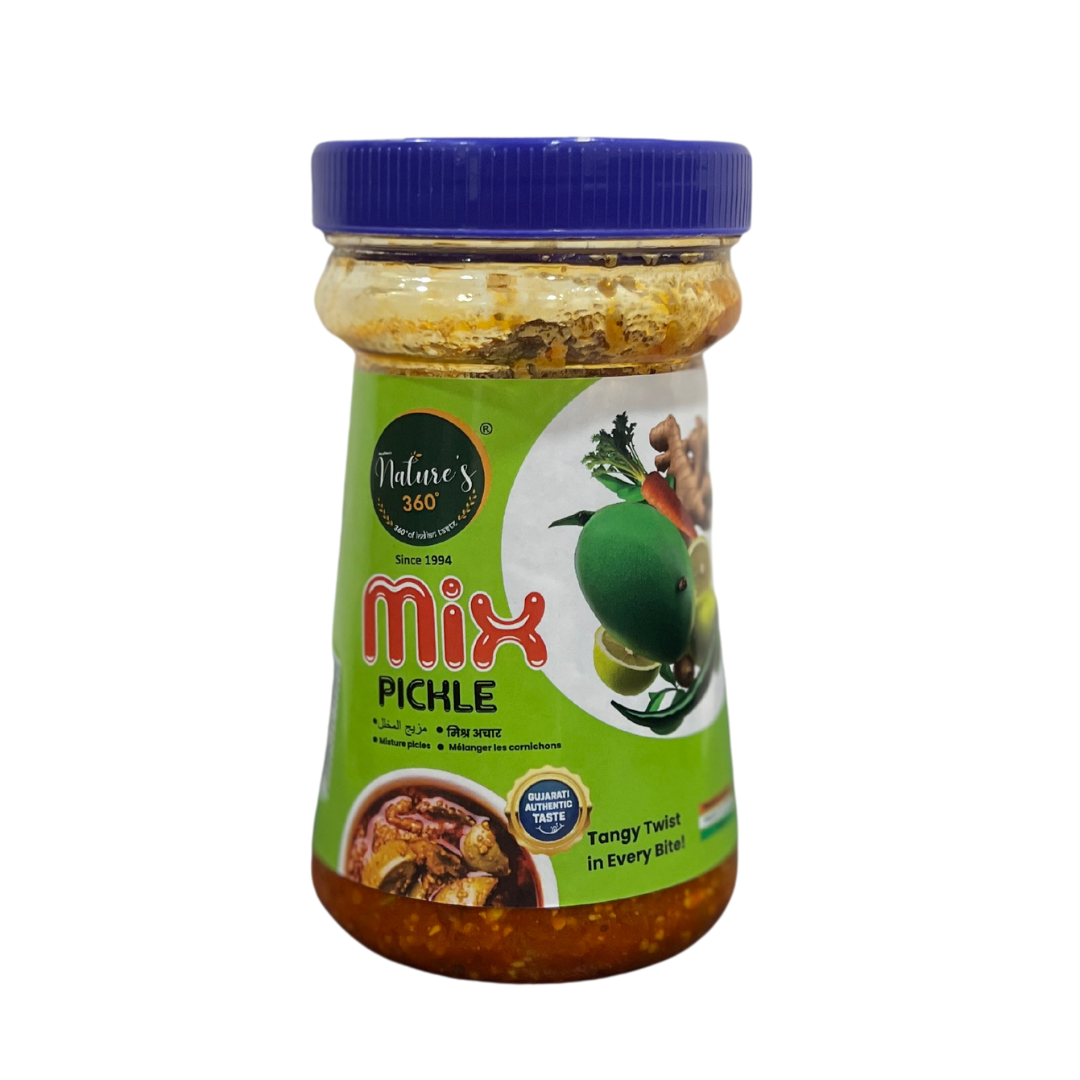 Nature's
®
360°
360° of Indian taste
Since 1994
Mix
PICKLE
• مزيج المخلل • मिश्र अचार
• Mixture picles • Mélanger les cornichons
GUJARATI
AUTHENTIC
TASTE
Tangy Twist
in Every Bite!